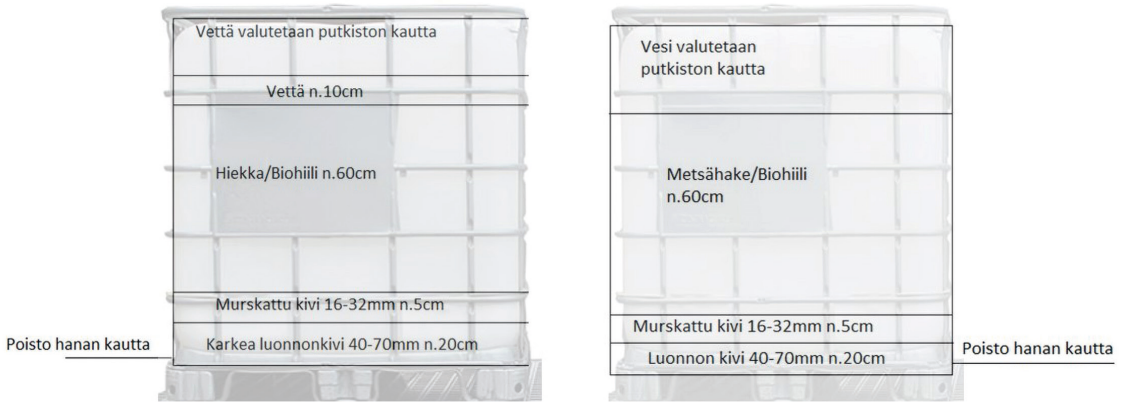 Vettä valutetaan putkiston kautta
Vettä n.10cm
Hiekka/Biohiili n.60cm
Murskattu kivi 16-32mm n.5cm
Karkea luonnonkivi 40-70mm n.20cm
Poisto hanan kautta
Vesi valutetaan
putkiston kautta
Metsähake/Biohiili
n.60cm
Murskattu kivi 16-32mm n.5cm
Luonnon kivi 40-70mm n.20cm
Poisto hanan kautta